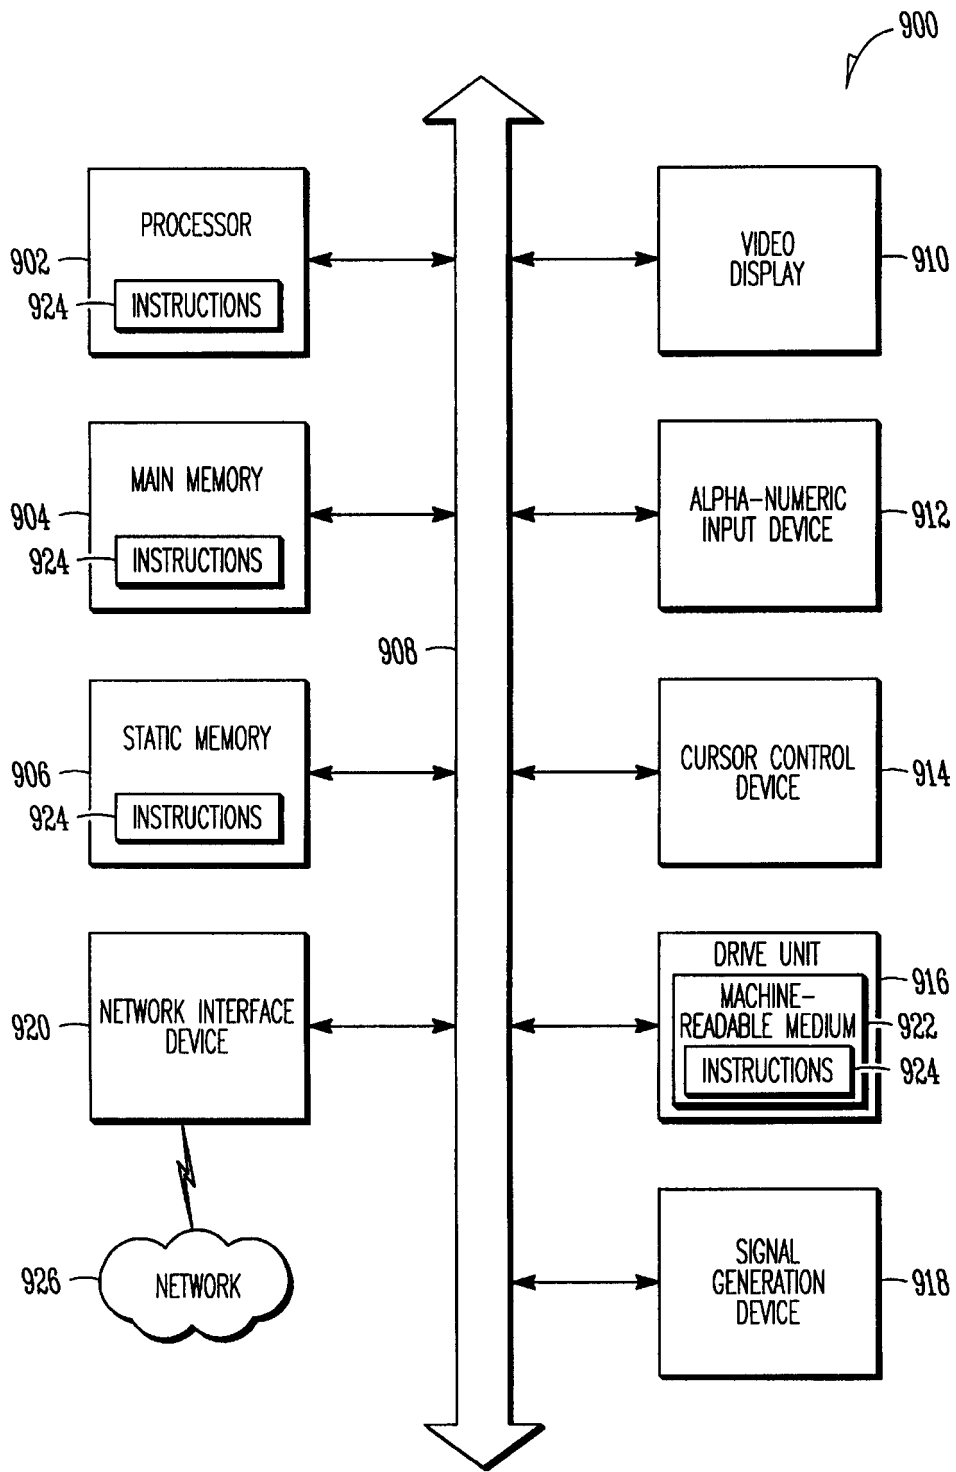 900
PROCESSOR
902
924
INSTRUCTIONS
VIDEO
DISPLAY
910
MAIN MEMORY
904
924
INSTRUCTIONS
ALPHA-NUMERIC
INPUT DEVICE
912
908
STATIC MEMORY
906
924
INSTRUCTIONS
CURSOR CONTROL
DEVICE
914
NETWORK INTERFACE
DEVICE
920
DRIVE UNIT
916
MACHINE-
READABLE MEDIUM
922
INSTRUCTIONS
924
926
NETWORK
SIGNAL
GENERATION
DEVICE
918